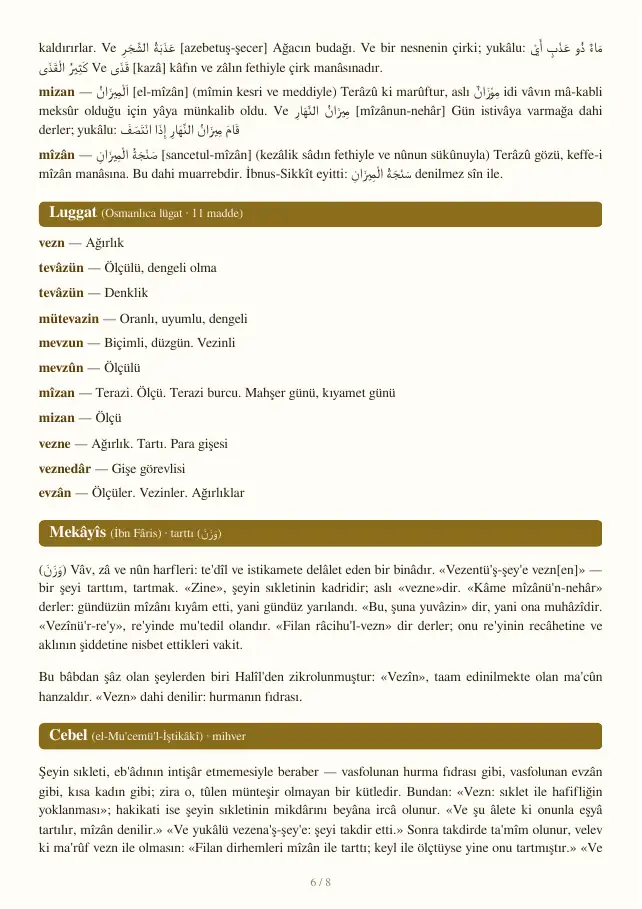 kaldırırlar. Ve عَذَبَةُ الشَّجَرِ [azebetuş-şecer] Ağacın budağı. Ve bir nesnenin çirki; yukâlu: مَاءٌ ذُو عَذَبٍ أَيْ
كَثِيرُ الْقَذَى Ve قَذَى [kazâ] kâfın ve zâlın fethiyle çirk manâsınadır.
mizan — اَلْمِيزَانُ [el-mîzân] (mîmin kesri ve meddiyle) Terâzû ki marûftur, aslı مِوْزَانٌ idi vâvın mâ-kabli
meksûr olduğu için yâya münkalib oldu. Ve مِيزَانُ النَّهَارِ [mîzânun-nehâr] Gün istivâya varmağa dahi
derler; yukâlu: قَامَ مِيزَانُ النَّهَارِ إِذَا انْتَصَفَ
mîzân — صَنْجَةُ الْمِيزَانِ [sancetul-mîzân] (kezâlik sâdın fethiyle ve nûnun sükûnuyla) Terâzû gözü, keffe-i
mîzân manâsına. Bu dahi muarrebdir. İbnus-Sikkît eyitti: سَنْجَةُ الْمِيزَانِ denilmez sîn ile.
Luggat (Osmanlıca lügat · 11 madde)
vezn — Ağırlık
tevâzün — Ölçülü, dengeli olma
tevâzün — Denklik
mütevazin — Oranlı, uyumlu, dengeli
mevzun — Biçimli, düzgün. Vezinli
mevzûn — Ölçülü
mîzan — Terazi. Ölçü. Terazi burcu. Mahşer günü, kıyamet günü
mizan — Ölçü
vezne — Ağırlık. Tartı. Para gişesi
veznedâr — Gişe görevlisi
evzân — Ölçüler. Vezinler. Ağırlıklar
Mekâyîs (İbn Fâris) · tarttı (وَزَنَ)
(وَزَنَ) Vâv, zâ ve nûn harfleri: te'dîl ve istikamete delâlet eden bir binâdır. «Vezentü'ş-şey'e vezn[en]» —
bir şeyi tarttım, tartmak. «Zine», şeyin sıkletinin kadridir; aslı «vezne»dir. «Kâme mîzânü'n-nehâr»
derler: gündüzün mîzânı kıyâm etti, yani gündüz yarılandı. «Bu, şuna yuvâzin» dir, yani ona muhâzîdir.
«Vezînü'r-re'y», re'yinde mu'tedil olandır. «Filan râcihu'l-vezn» dir derler; onu re'yinin recâhetine ve
aklının şiddetine nisbet ettikleri vakit.
Bu bâbdan şâz olan şeylerden biri Halîl'den zikrolunmuştur: «Vezîn», taam edinilmekte olan ma'cûn
hanzaldır. «Vezn» dahi denilir: hurmanın fıdrası.
Cebel (el-Mu'cemü'l-İştikâkî) · mihver
Şeyin sıkleti, eb'âdının intişâr etmemesiyle beraber — vasfolunan hurma fıdrası gibi, vasfolunan evzân
gibi, kısa kadın gibi; zira o, tûlen münteşir olmayan bir kütledir. Bundan: «Vezn: sıklet ile hafifliğin
yoklanması»; hakikati ise şeyin sıkletinin mikdârını beyâna ircâ olunur. «Ve şu âlete ki onunla eşyâ
tartılır, mîzân denilir.» «Ve yukâlü vezena'ş-şey'e: şeyi takdir etti.» Sonra takdirde ta'mîm olunur, velev
ki ma'rûf vezn ile olmasın: «Filan dirhemleri mîzân ile tarttı; keyl ile ölçtüyse yine onu tartmıştır.» «Ve
6 / 8